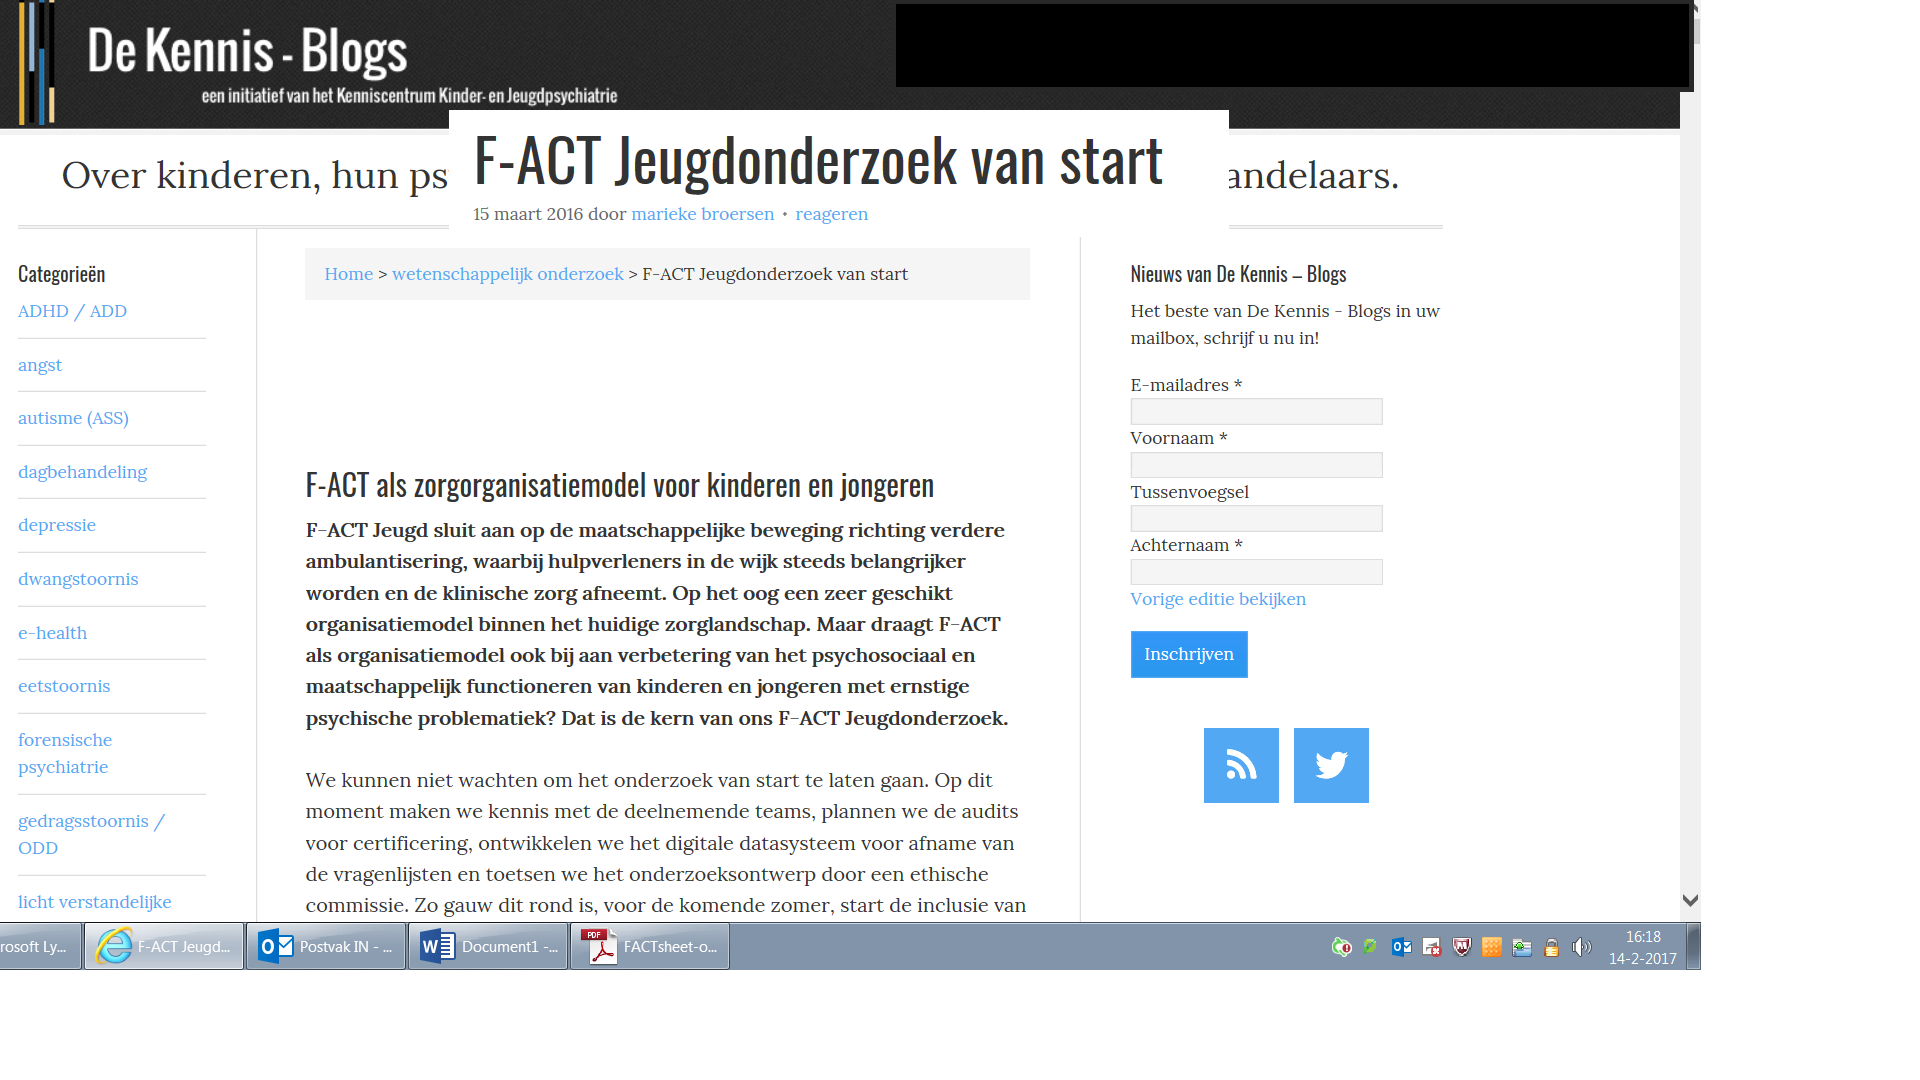 De Kennis - Blogs
een initiatief van het Kenniscentrum Kinder- en Jeugdpsychiatrie
F-ACT Jeugdonderzoek van start
15 maart 2016 door marieke broersen • reageren
Over kinderen, hun ps
andelaars.
Categorieën
ADHD / ADD
angst
autisme (ASS)
dagbehandeling
depressie
dwangstoornis
e-health
eetstoornis
forensische
psychiatrie
gedragsstoornis /
ODD
licht verstandelijke
Home > wetenschappelijk onderzoek > F-ACT Jeugdonderzoek van start
F-ACT als zorgorganisatiemodel voor kinderen en jongeren
F-ACT Jeugd sluit aan op de maatschappelijke beweging richting verdere
ambulantisering, waarbij hulpverleners in de wijk steeds belangrijker
worden en de klinische zorg afneemt. Op het oog een zeer geschikt
organisatiemodel binnen het huidige zorglandschap. Maar draagt F-ACT
als organisatiemodel ook bij aan verbetering van het psychosociaal en
maatschappelijk functioneren van kinderen en jongeren met ernstige
psychische problematiek? Dat is de kern van ons F-ACT Jeugdonderzoek.
We kunnen niet wachten om het onderzoek van start te laten gaan. Op dit
moment maken we kennis met de deelnemende teams, plannen we de audits
voor certificering, ontwikkelen we het digitale datasysteem voor afname van
de vragenlijsten en toetsen we het onderzoeksontwerp door een ethische
commissie. Zo gauw dit rond is, voor de komende zomer, start de inclusie van
Nieuws van De Kennis – Blogs
Het beste van De Kennis - Blogs in uw
mailbox, schrijf u nu in!
E-mailadres *
Voornaam *
Tussenvoegsel
Achternaam *
Vorige editie bekijken
Inschrijven
rosoft Ly...
F-ACT Jeugd...
Postvak IN - ...
Document1 -...
PDF
FACTsheet-o...
16:18
14-2-2017